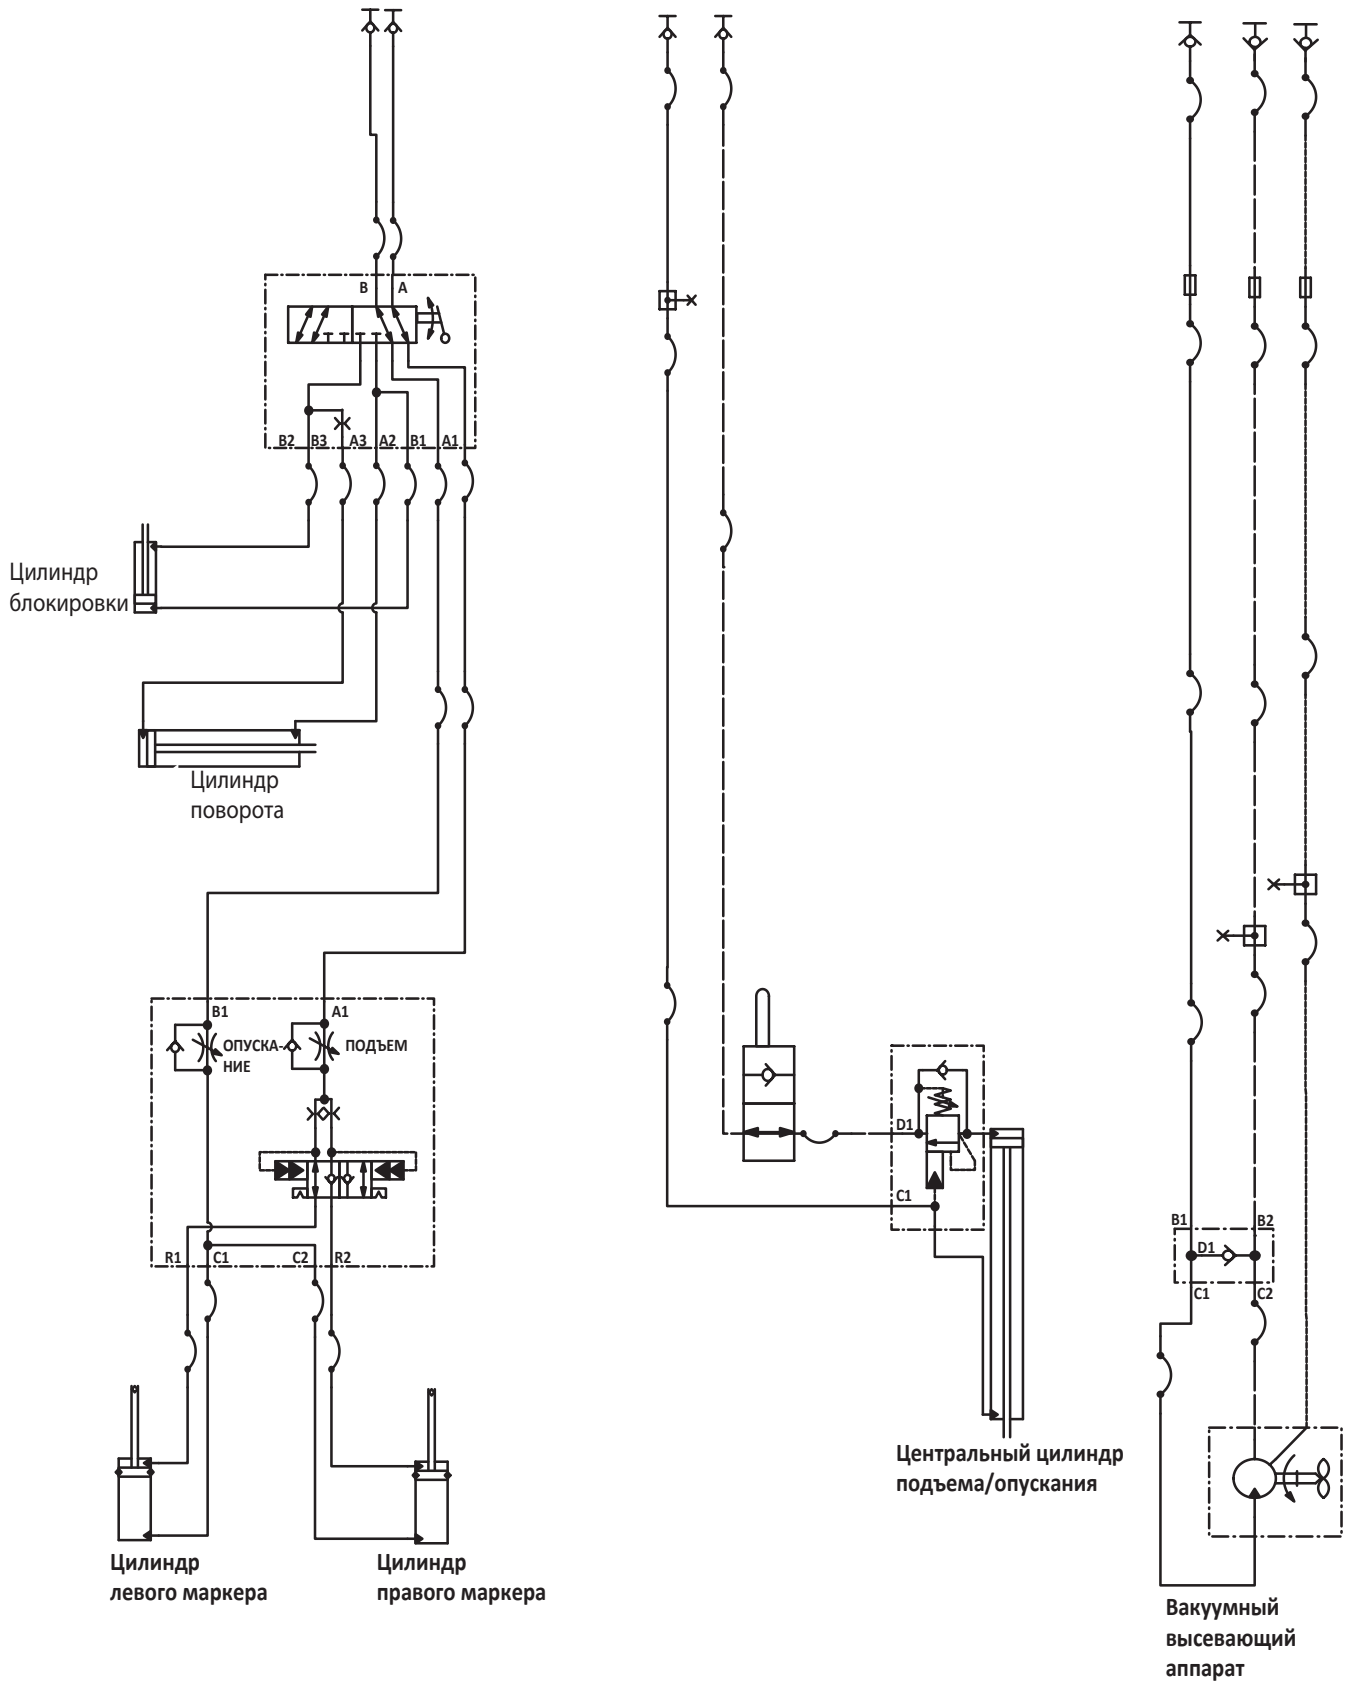 B A
B2 B3 A3 A2 B1 A1
Цилиндр
блокировки
Цилиндр
поворота
B1 A1
ОПУСКА-
НИЕ
ПОДЪЕМ
R1 C1 C2 R2
Цилиндр
левого маркера
Цилиндр
правого маркера
D1
C1
Центральный цилиндр
подъема/опускания
B1 B2
D1
C1 C2
Вакуумный
высевающий
аппарат